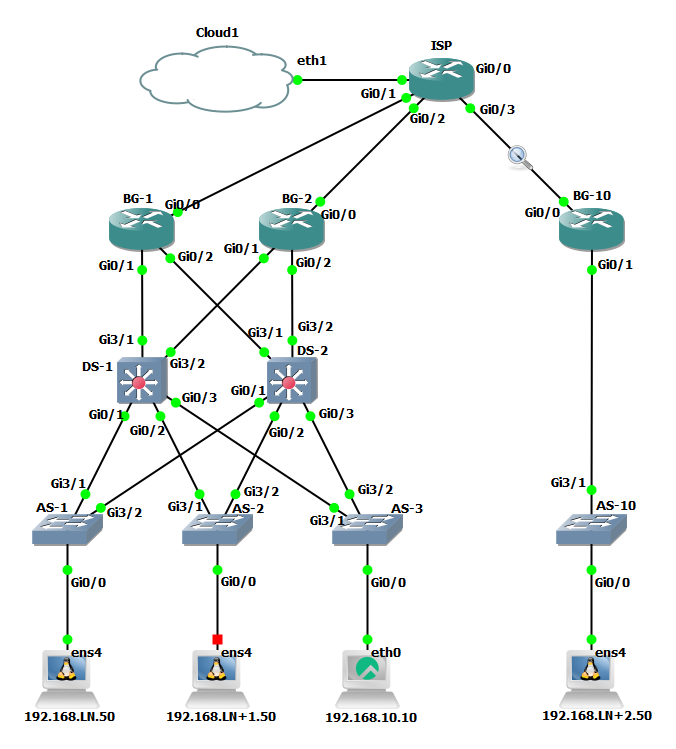 Cloud1
ISP
eth1
Gi0/0
Gi0/1
Gi0/2
Gi0/3
BG-1
Gi0/0
BG-2
Gi0/0
BG-10
Gi0/0
Gi0/1
Gi0/2
Gi0/1
Gi0/2
Gi0/1
Gi3/1
Gi3/2
Gi3/1
Gi3/2
DS-1
DS-2
Gi0/1
Gi0/2
Gi0/3
Gi0/1
Gi0/2
Gi0/3
Gi3/1
Gi3/2
Gi3/1
Gi3/2
Gi3/1
Gi3/2
Gi3/1
AS-1
AS-2
AS-3
AS-10
Gi0/0
Gi0/0
Gi0/0
Gi0/0
ens4
ens4
eth0
ens4
192.168.LN.50
192.168.LN+1.50
192.168.10.10
192.168.LN+2.50